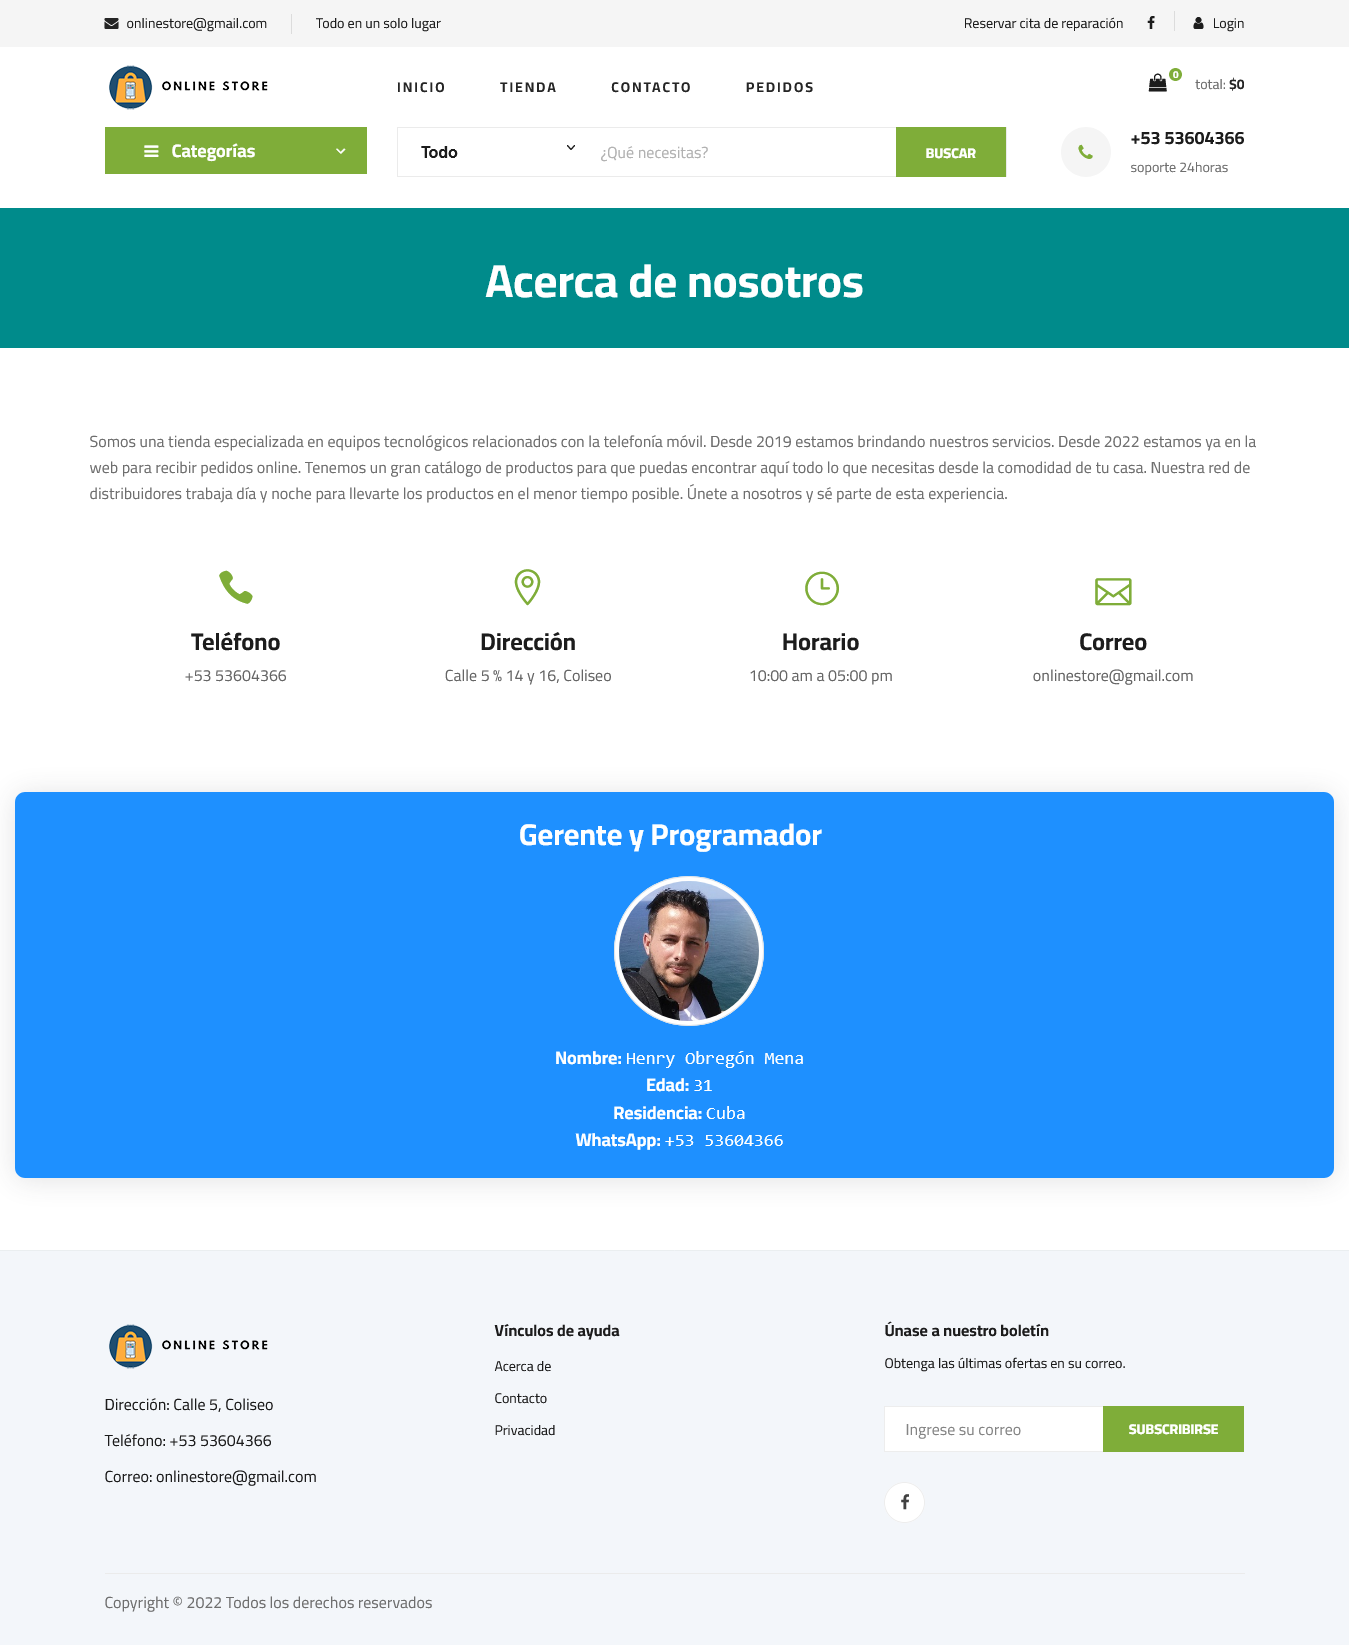 onlinestore@gmail.com
Todo en un solo lugar
Reservar cita de reparación
Login
ONLINE STORE
INICIO
TIENDA
CONTACTO
PEDIDOS
0
total: $0
Categorías
Todo
¿Qué necesitas?
BUSCAR
+53 53604366
soporte 24horas
Acerca de nosotros
Somos una tienda especializada en equipos tecnológicos relacionados con la telefonía móvil. Desde 2019 estamos brindando nuestros servicios. Desde 2022 estamos ya en la
web para recibir pedidos online. Tenemos un gran catálogo de productos para que puedas encontrar aquí todo lo que necesitas desde la comodidad de tu casa. Nuestra red de
distribuidores trabaja día y noche para llevarte los productos en el menor tiempo posible. Únete a nosotros y sé parte de esta experiencia.
Teléfono
+53 53604366
Dirección
Calle 5 % 14 y 16, Coliseo
Horario
10:00 am a 05:00 pm
Correo
onlinestore@gmail.com
Gerente y Programador
Nombre: Henry Obregón Mena
Edad: 31
Residencia: Cuba
WhatsApp: +53 53604366
ONLINE STORE
Dirección: Calle 5, Coliseo
Teléfono: +53 53604366
Correo: onlinestore@gmail.com
Vínculos de ayuda
Acerca de
Contacto
Privacidad
Únase a nuestro boletín
Obtenga las últimas ofertas en su correo.
Ingrese su correo
SUBSCRIBIRSE
Copyright © 2022 Todos los derechos reservados